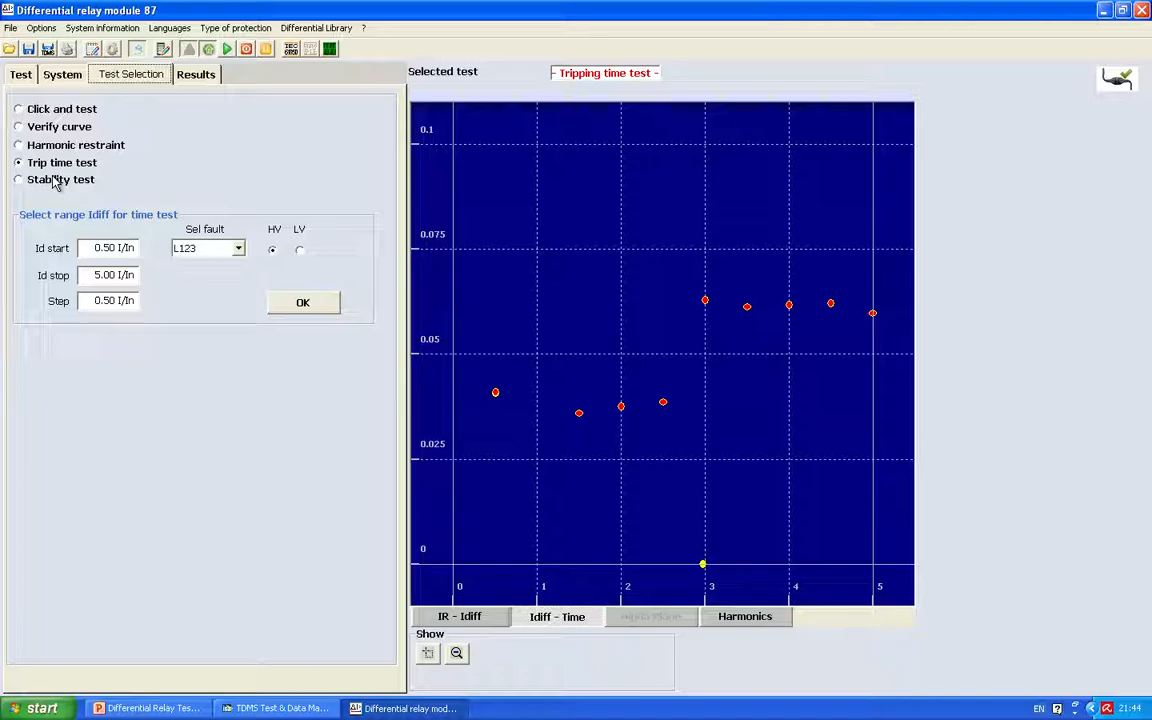 Differential relay module 87
File Options System information Languages Type of protection Differential Library ?
Test System Test Selection Results
Selected test
- Tripping time test -
Click and test
Verify curve
Harmonic restraint
Trip time test
Stability test
Select range Idiff for time test
Sel fault HV LV
Id start 0.50 I/In L123
Id stop 5.00 I/In
Step 0.50 I/In OK
0.1
0.075
0.05
0.025
0
0 1 2 3 4 5
IR - Idiff Idiff - Time Harmonics
Show
start Differential Relay Tes... TDMS Test & Data Ma... Differential relay mod... EN 21:44